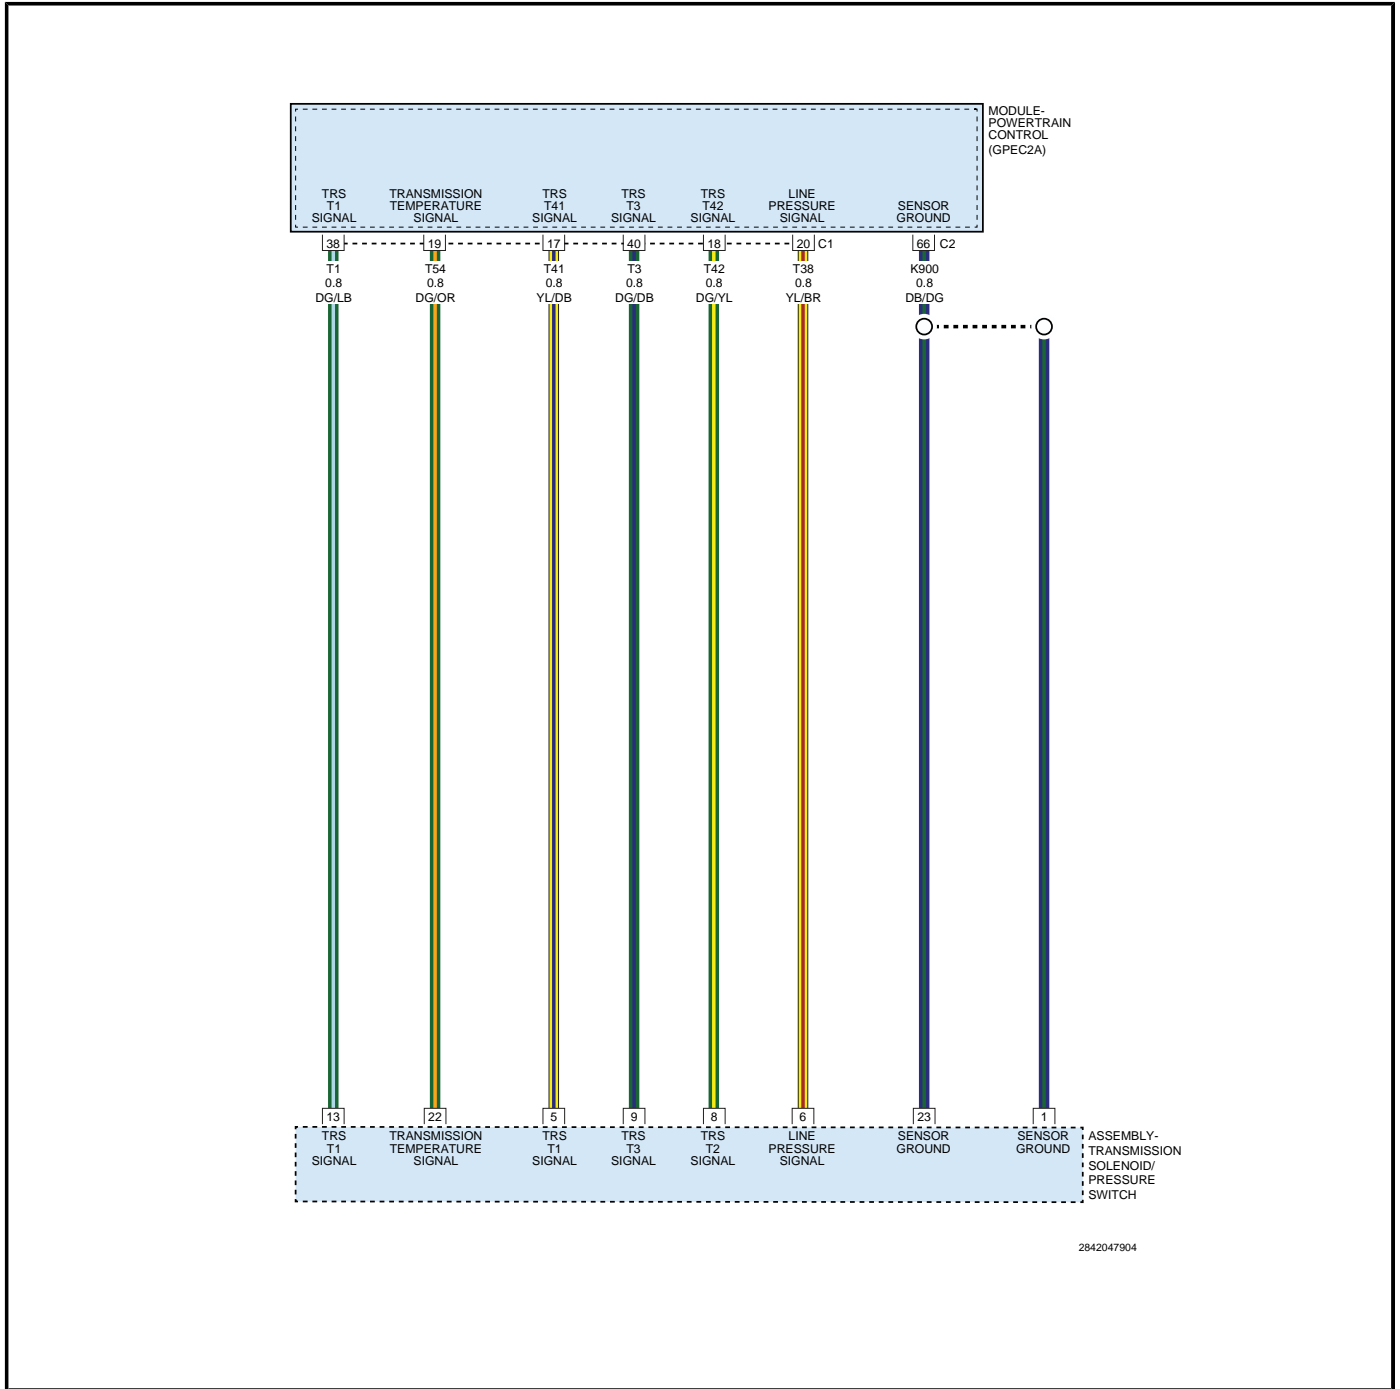 MODULE-
POWERTRAIN
CONTROL
(GPEC2A)
TRS
T1
SIGNAL
TRANSMISSION
TEMPERATURE
SIGNAL
TRS
T41
SIGNAL
TRS
T3
SIGNAL
TRS
T42
SIGNAL
LINE
PRESSURE
SIGNAL
SENSOR
GROUND
38 19 17 40 18 20 C1 66 C2
T1
0.8
DG/LB
T54
0.8
DG/OR
T41
0.8
YL/DB
T3
0.8
DG/DB
T42
0.8
DG/YL
T38
0.8
YL/BR
K900
0.8
DB/DG
13 22 5 9 8 6 23 1
TRS
T1
SIGNAL
TRANSMISSION
TEMPERATURE
SIGNAL
TRS
T1
SIGNAL
TRS
T3
SIGNAL
TRS
T2
SIGNAL
LINE
PRESSURE
SIGNAL
SENSOR
GROUND
SENSOR
GROUND
ASSEMBLY-
TRANSMISSION
SOLENOID/
PRESSURE
SWITCH
2842047904